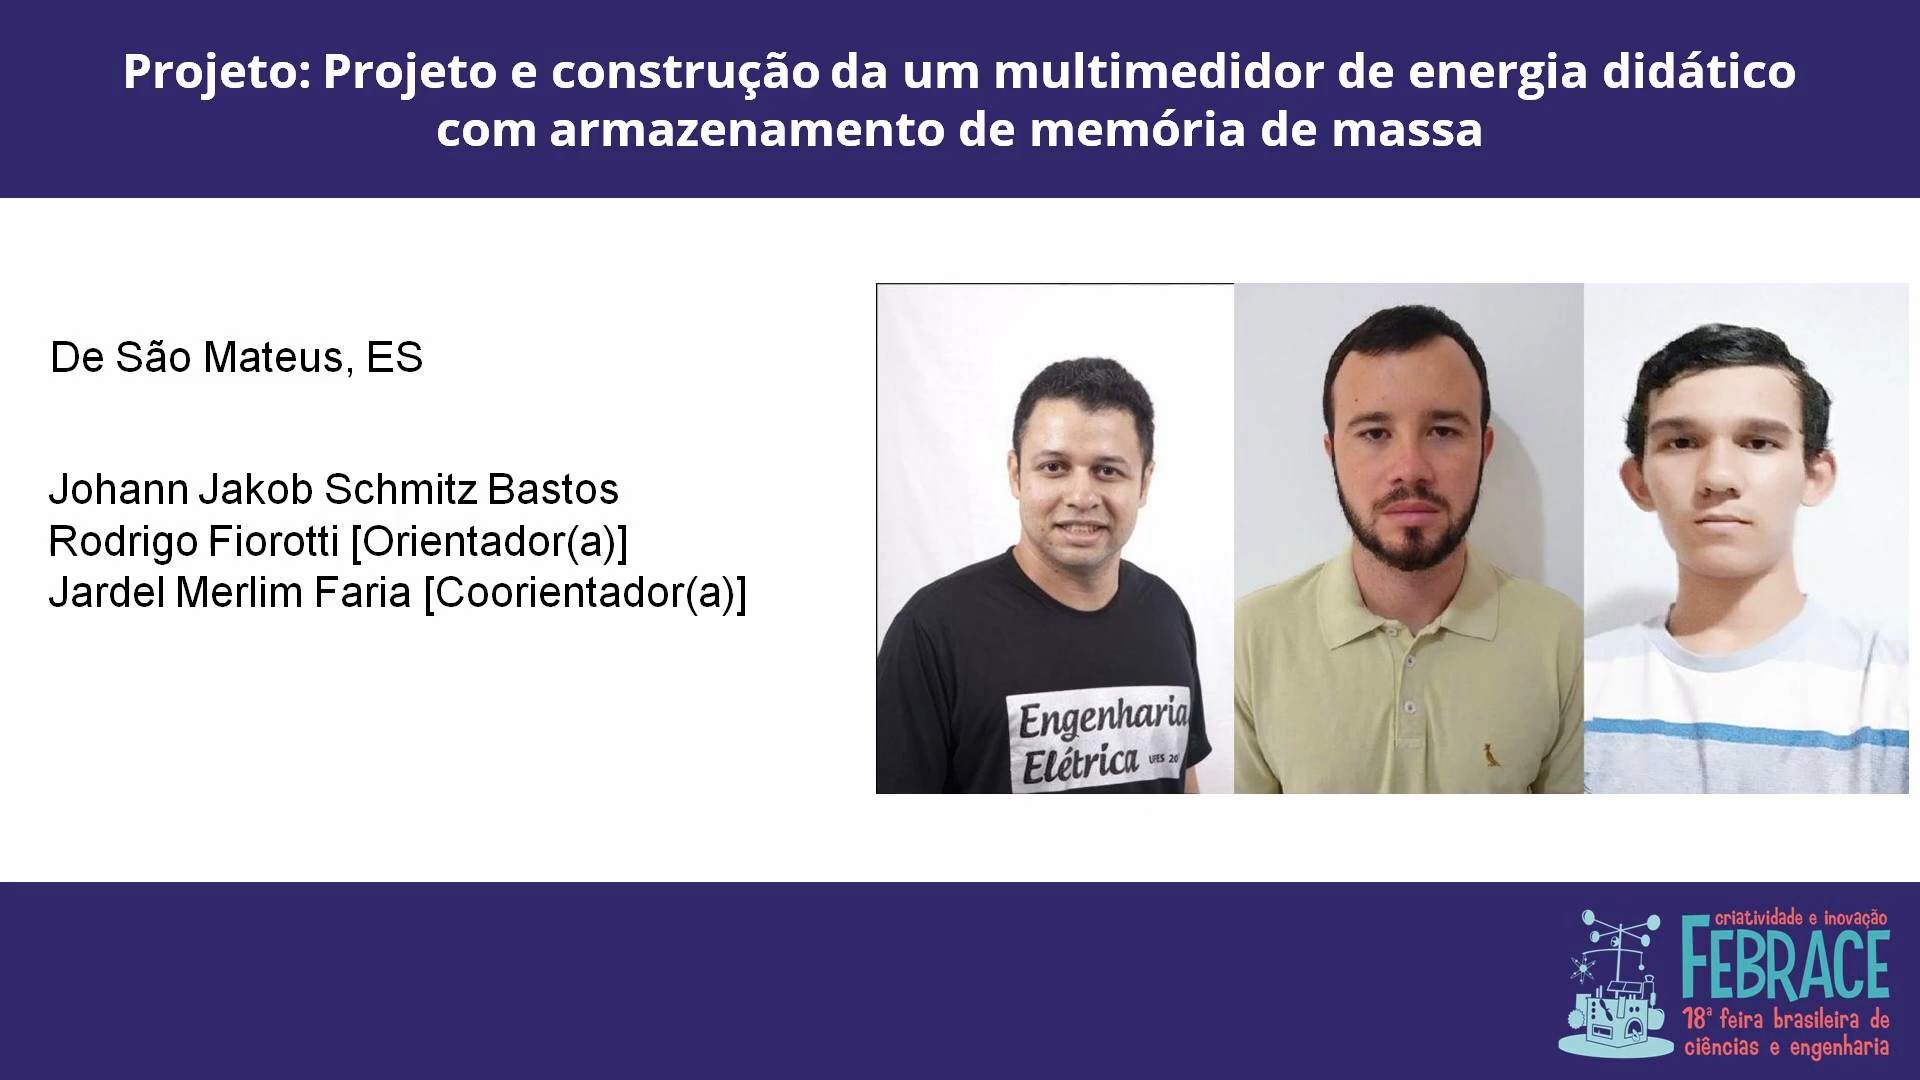 Projeto: Projeto e construção da um multimedidor de energia didático
com armazenamento de memória de massa
De São Mateus, ES
Johann Jakob Schmitz Bastos
Rodrigo Fiorotti [Orientador(a)]
Jardel Merlim Faria [Coorientador(a)]
Engenharia
Elétrica UFES 20
criatividade e inovação
FEBRACE
18ª feira brasileira de
ciências e engenharia